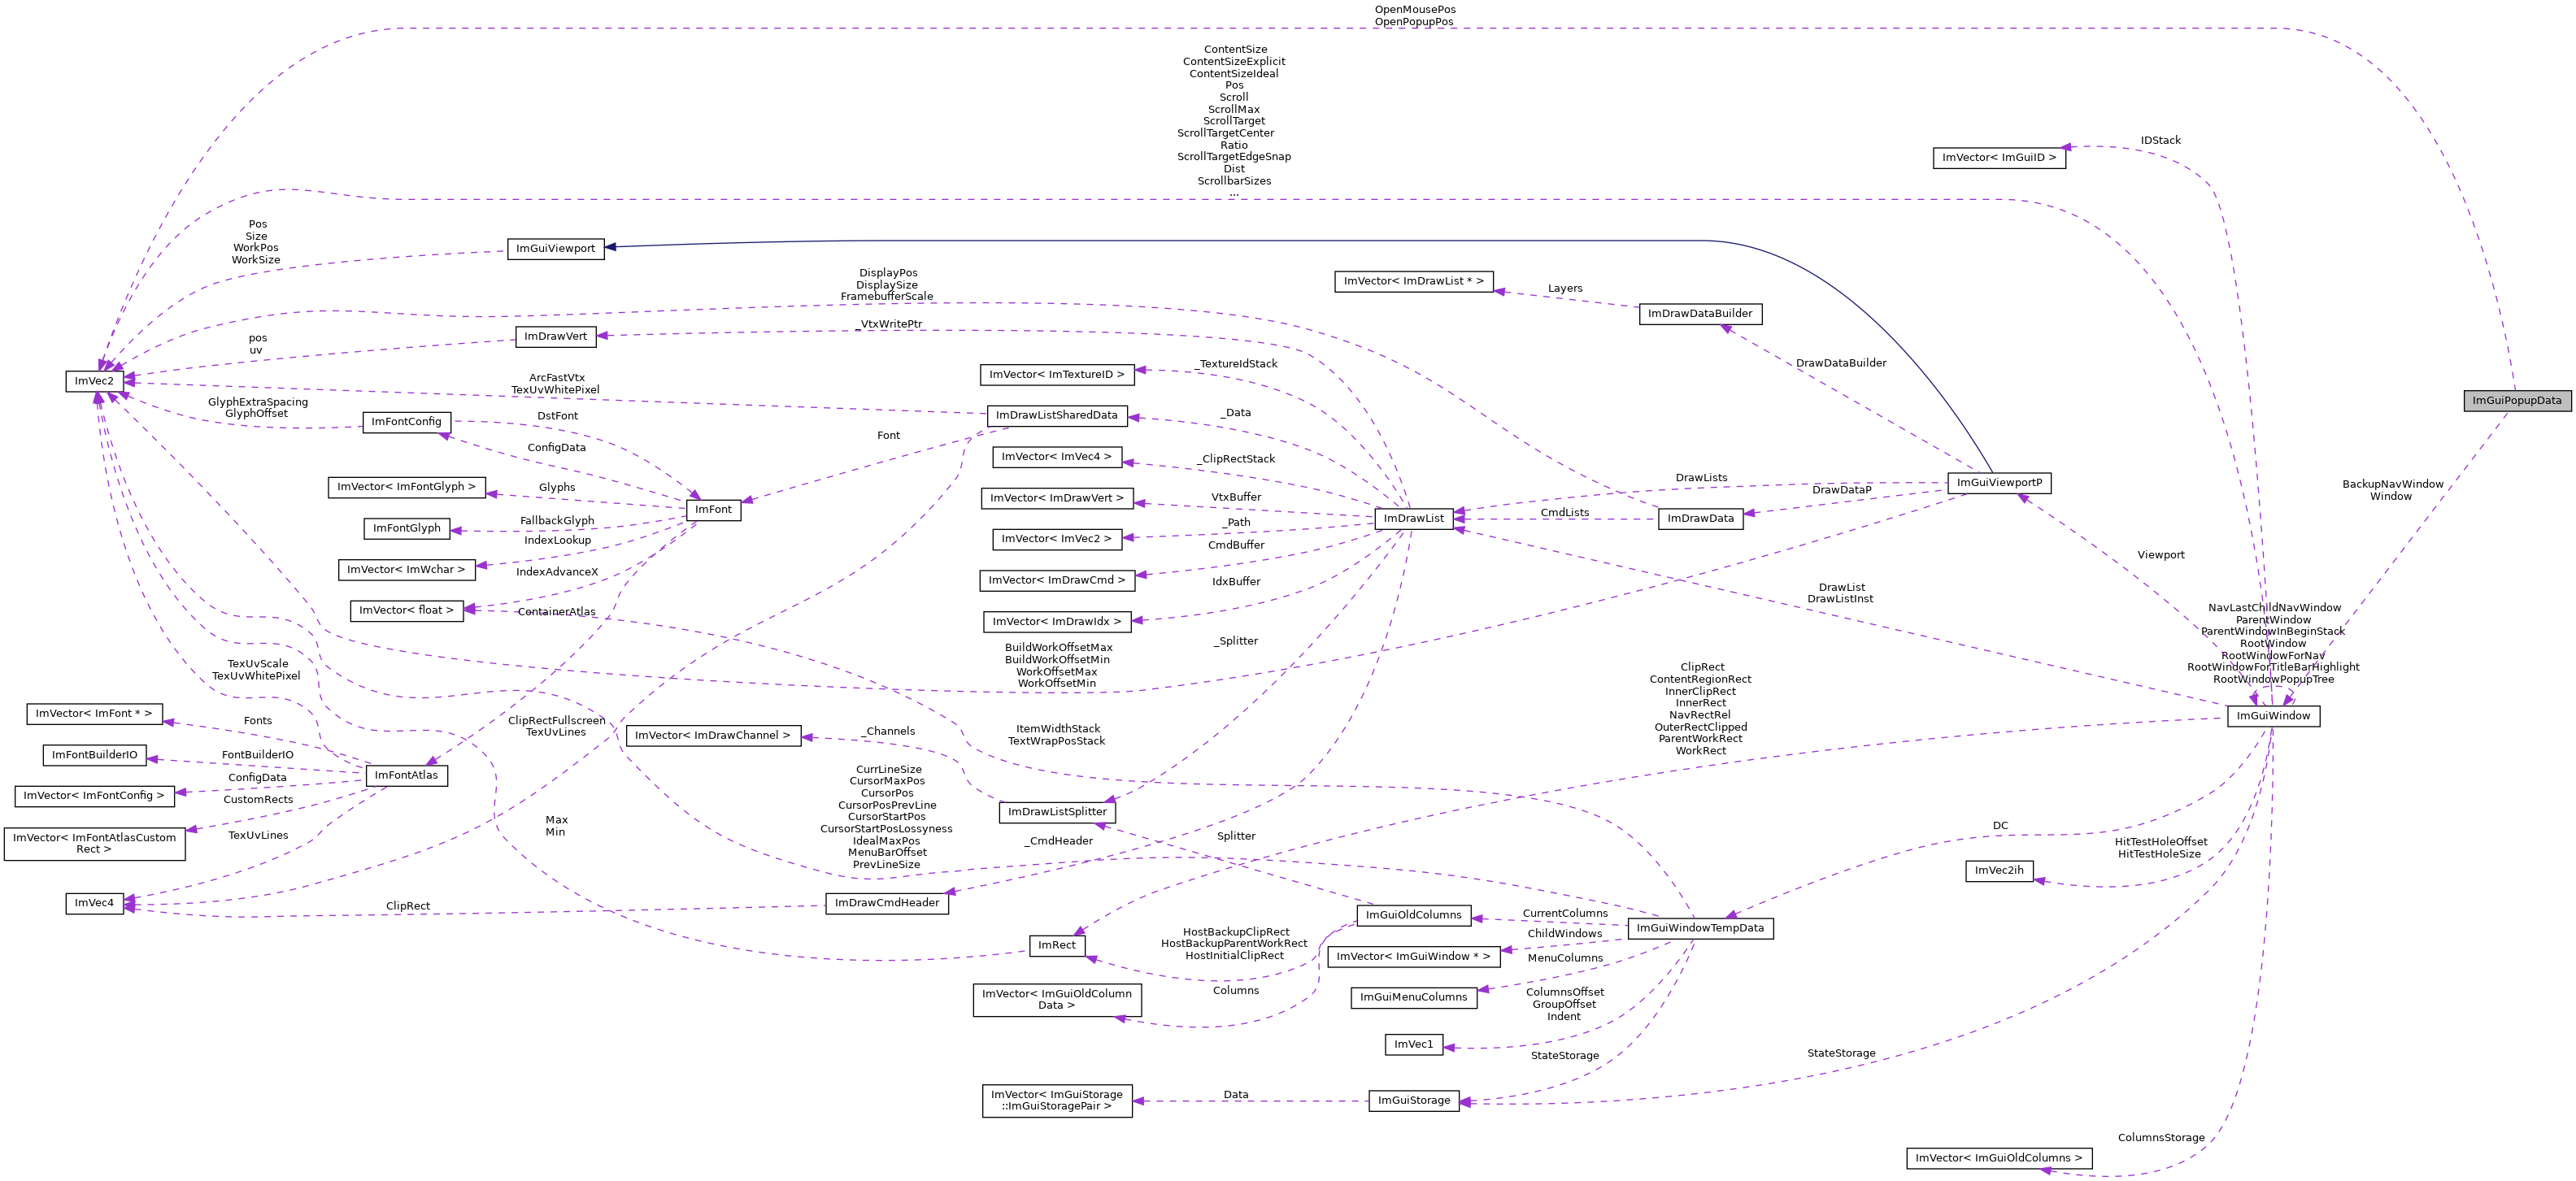 OpenMousePos
OpenPopupPos
ContentSize
ContentSizeExplicit
ContentSizeIdeal
Pos
Scroll
ScrollMax
ScrollTarget
ScrollTargetCenter
Ratio
ScrollTargetEdgeSnap
Dist
ScrollbarSizes
...
IDStack
ImVector< ImGuiID >
Pos
Size
WorkPos
WorkSize
ImGuiViewport
DisplayPos
DisplaySize
FramebufferScale
ImVector< ImDrawList * >
Layers
ImDrawDataBuilder
_VtxWritePtr
ImDrawVert
pos
uv
DrawDataBuilder
_TextureIdStack
ImVector< ImTextureID >
ImVec2
ArcFastVtx
TexUvWhitePixel
ImGuiPopupData
GlyphExtraSpacing
GlyphOffset
ImFontConfig
DstFont
ImDrawListSharedData
_Data
Font
ConfigData
ImVector< ImVec4 >
_ClipRectStack
DrawLists
ImGuiViewportP
BackupNavWindow
Window
ImVector< ImFontGlyph >
Glyphs
ImVector< ImDrawVert >
VtxBuffer
DrawDataP
ImFont
ImDrawList
CmdLists
ImDrawData
ImFontGlyph
FallbackGlyph
_Path
ImVector< ImVec2 >
IndexLookup
CmdBuffer
Viewport
ImVector< ImWchar >
IndexAdvanceX
ImVector< ImDrawCmd >
IdxBuffer
DrawList
DrawListInst
ImVector< float >
ContainerAtlas
ImVector< ImDrawIdx >
NavLastChildNavWindow
ParentWindow
ParentWindowInBeginStack
RootWindow
RootWindowForNav
RootWindowForTitleBarHighlight
RootWindowPopupTree
_Splitter
BuildWorkOffsetMax
BuildWorkOffsetMin
WorkOffsetMax
WorkOffsetMin
TexUvScale
TexUvWhitePixel
ClipRect
ContentRegionRect
InnerClipRect
InnerRect
NavRectRel
OuterRectClipped
ParentWorkRect
WorkRect
ImVector< ImFont * >
Fonts
ClipRectFullscreen
TexUvLines
ImVector< ImDrawChannel >
_Channels
ItemWidthStack
TextWrapPosStack
ImGuiWindow
ImFontBuilderIO
FontBuilderIO
ImFontAtlas
ConfigData
ImVector< ImFontConfig >
CustomRects
CurrLineSize
CursorMaxPos
CursorPos
CursorPosPrevLine
CursorStartPos
CursorStartPosLossyness
IdealMaxPos
MenuBarOffset
PrevLineSize
ImDrawListSplitter
Max
Min
DC
ImVector< ImFontAtlasCustom
Rect >
TexUvLines
_CmdHeader
Splitter
HitTestHoleOffset
HitTestHoleSize
ImVec2ih
ImVec4
ClipRect
ImDrawCmdHeader
ImGuiOldColumns
CurrentColumns
ImGuiWindowTempData
HostBackupClipRect
HostBackupParentWorkRect
HostInitialClipRect
ChildWindows
ImRect
ImVector< ImGuiWindow * >
MenuColumns
Columns
ImVector< ImGuiOldColumn
Data >
ImGuiMenuColumns
ColumnsOffset
GroupOffset
Indent
ImVec1
StateStorage
StateStorage
ImVector< ImGuiStorage
::ImGuiStoragePair >
Data
ImGuiStorage
ColumnsStorage
ImVector< ImGuiOldColumns >